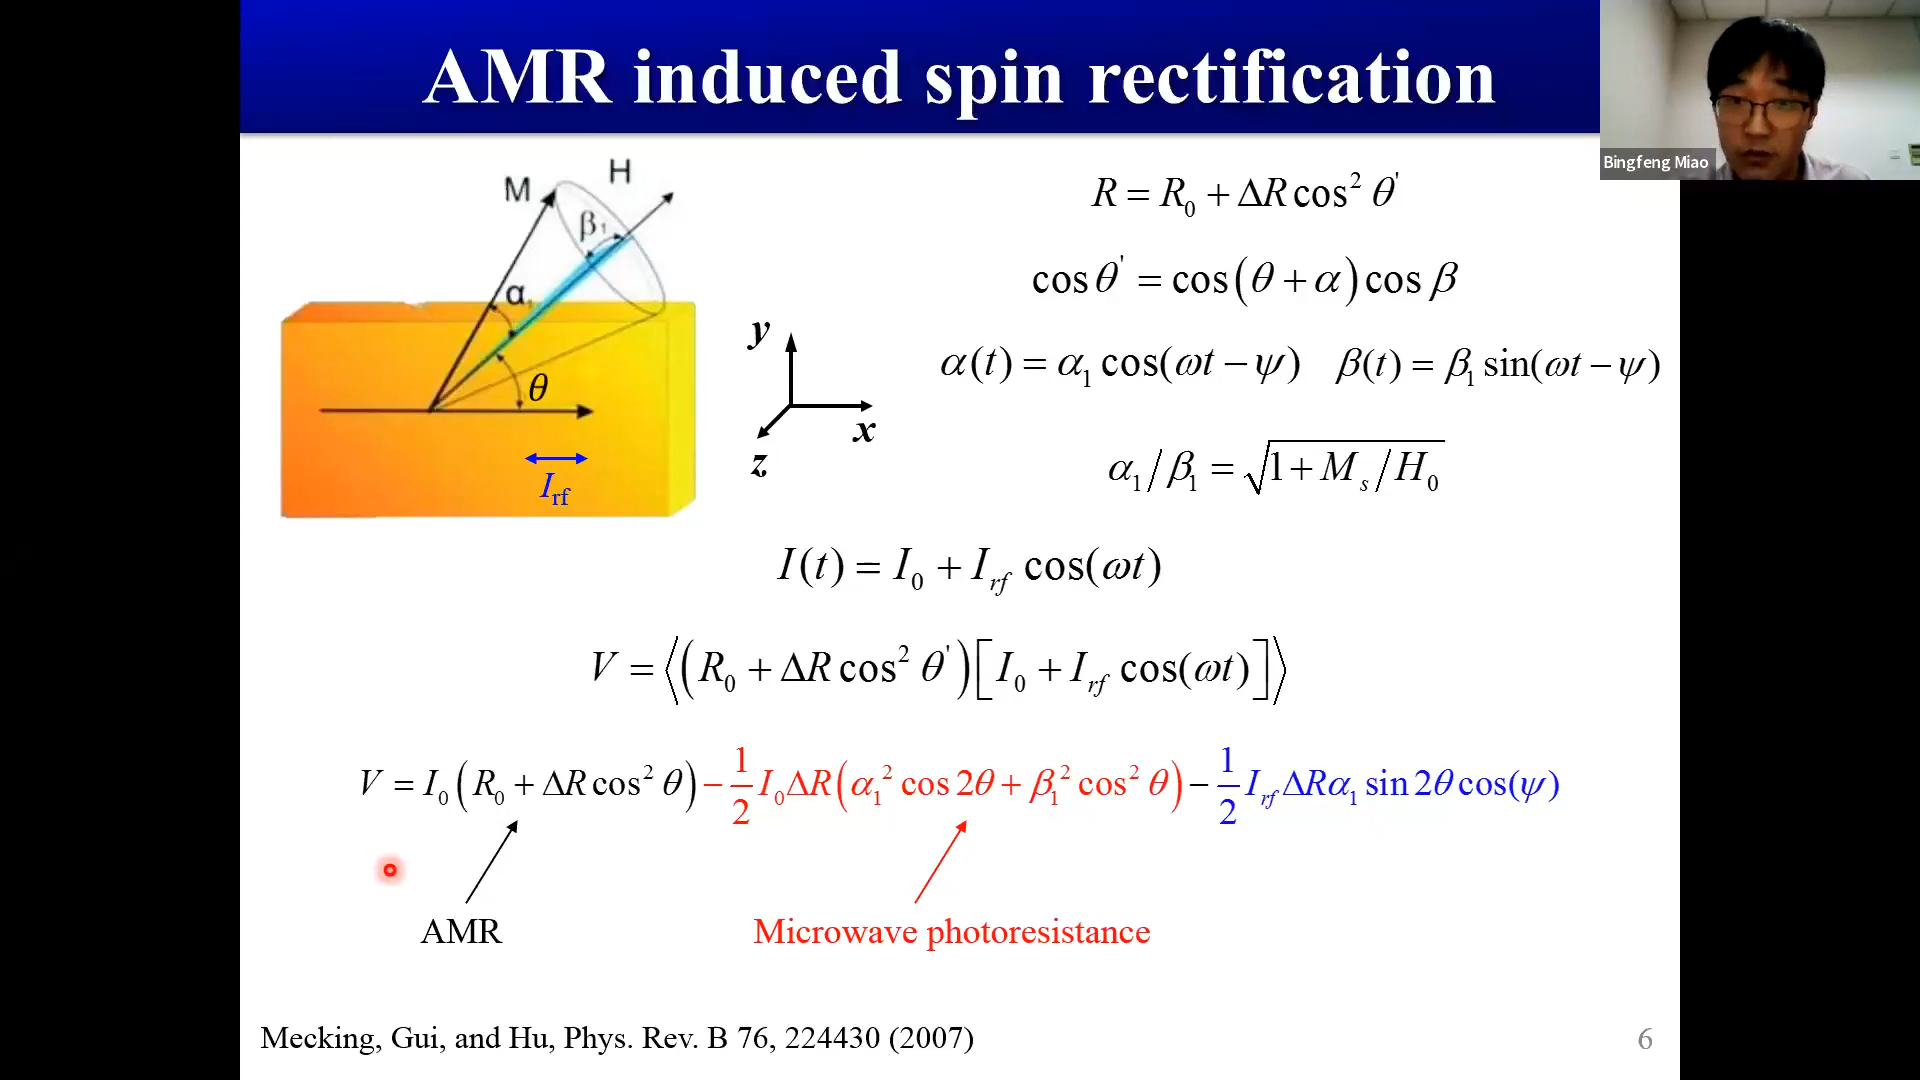 AMR induced spin rectification
Bingfeng Miao
M
H
β₁
α₁
θ
I_rf
y
x
z
R = R₀ + ΔR cos² θ'
cos θ' = cos(θ + α) cos β
α(t) = α₁ cos(ωt − ψ) β(t) = β₁ sin(ωt − ψ)
α₁/β₁ = √(1 + M_s/H₀)
I(t) = I₀ + I_rf cos(ωt)
V = ⟨(R₀ + ΔR cos² θ')[I₀ + I_rf cos(ωt)]⟩
V = I₀(R₀ + ΔR cos² θ) − 1/2 I₀ΔR(α₁² cos 2θ + β₁² cos² θ) − 1/2 I_rf ΔRα₁ sin 2θ cos(ψ)
AMR
Microwave photoresistance
Mecking, Gui, and Hu, Phys. Rev. B 76, 224430 (2007)
6